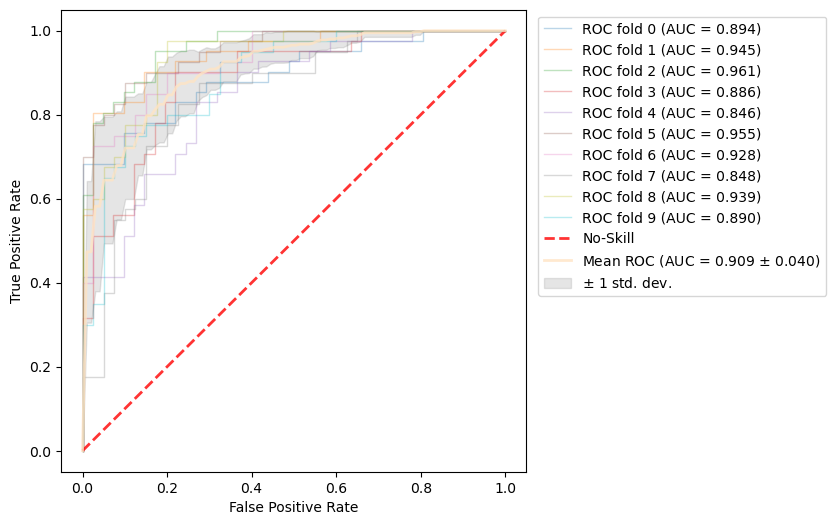 1.0
0.8
0.6
0.4
0.2
0.0
True Positive Rate
0.0 0.2 0.4 0.6 0.8 1.0
False Positive Rate
ROC fold 0 (AUC = 0.894)
ROC fold 1 (AUC = 0.945)
ROC fold 2 (AUC = 0.961)
ROC fold 3 (AUC = 0.886)
ROC fold 4 (AUC = 0.846)
ROC fold 5 (AUC = 0.955)
ROC fold 6 (AUC = 0.928)
ROC fold 7 (AUC = 0.848)
ROC fold 8 (AUC = 0.939)
ROC fold 9 (AUC = 0.890)
No-Skill
Mean ROC (AUC = 0.909 ± 0.040)
± 1 std. dev.